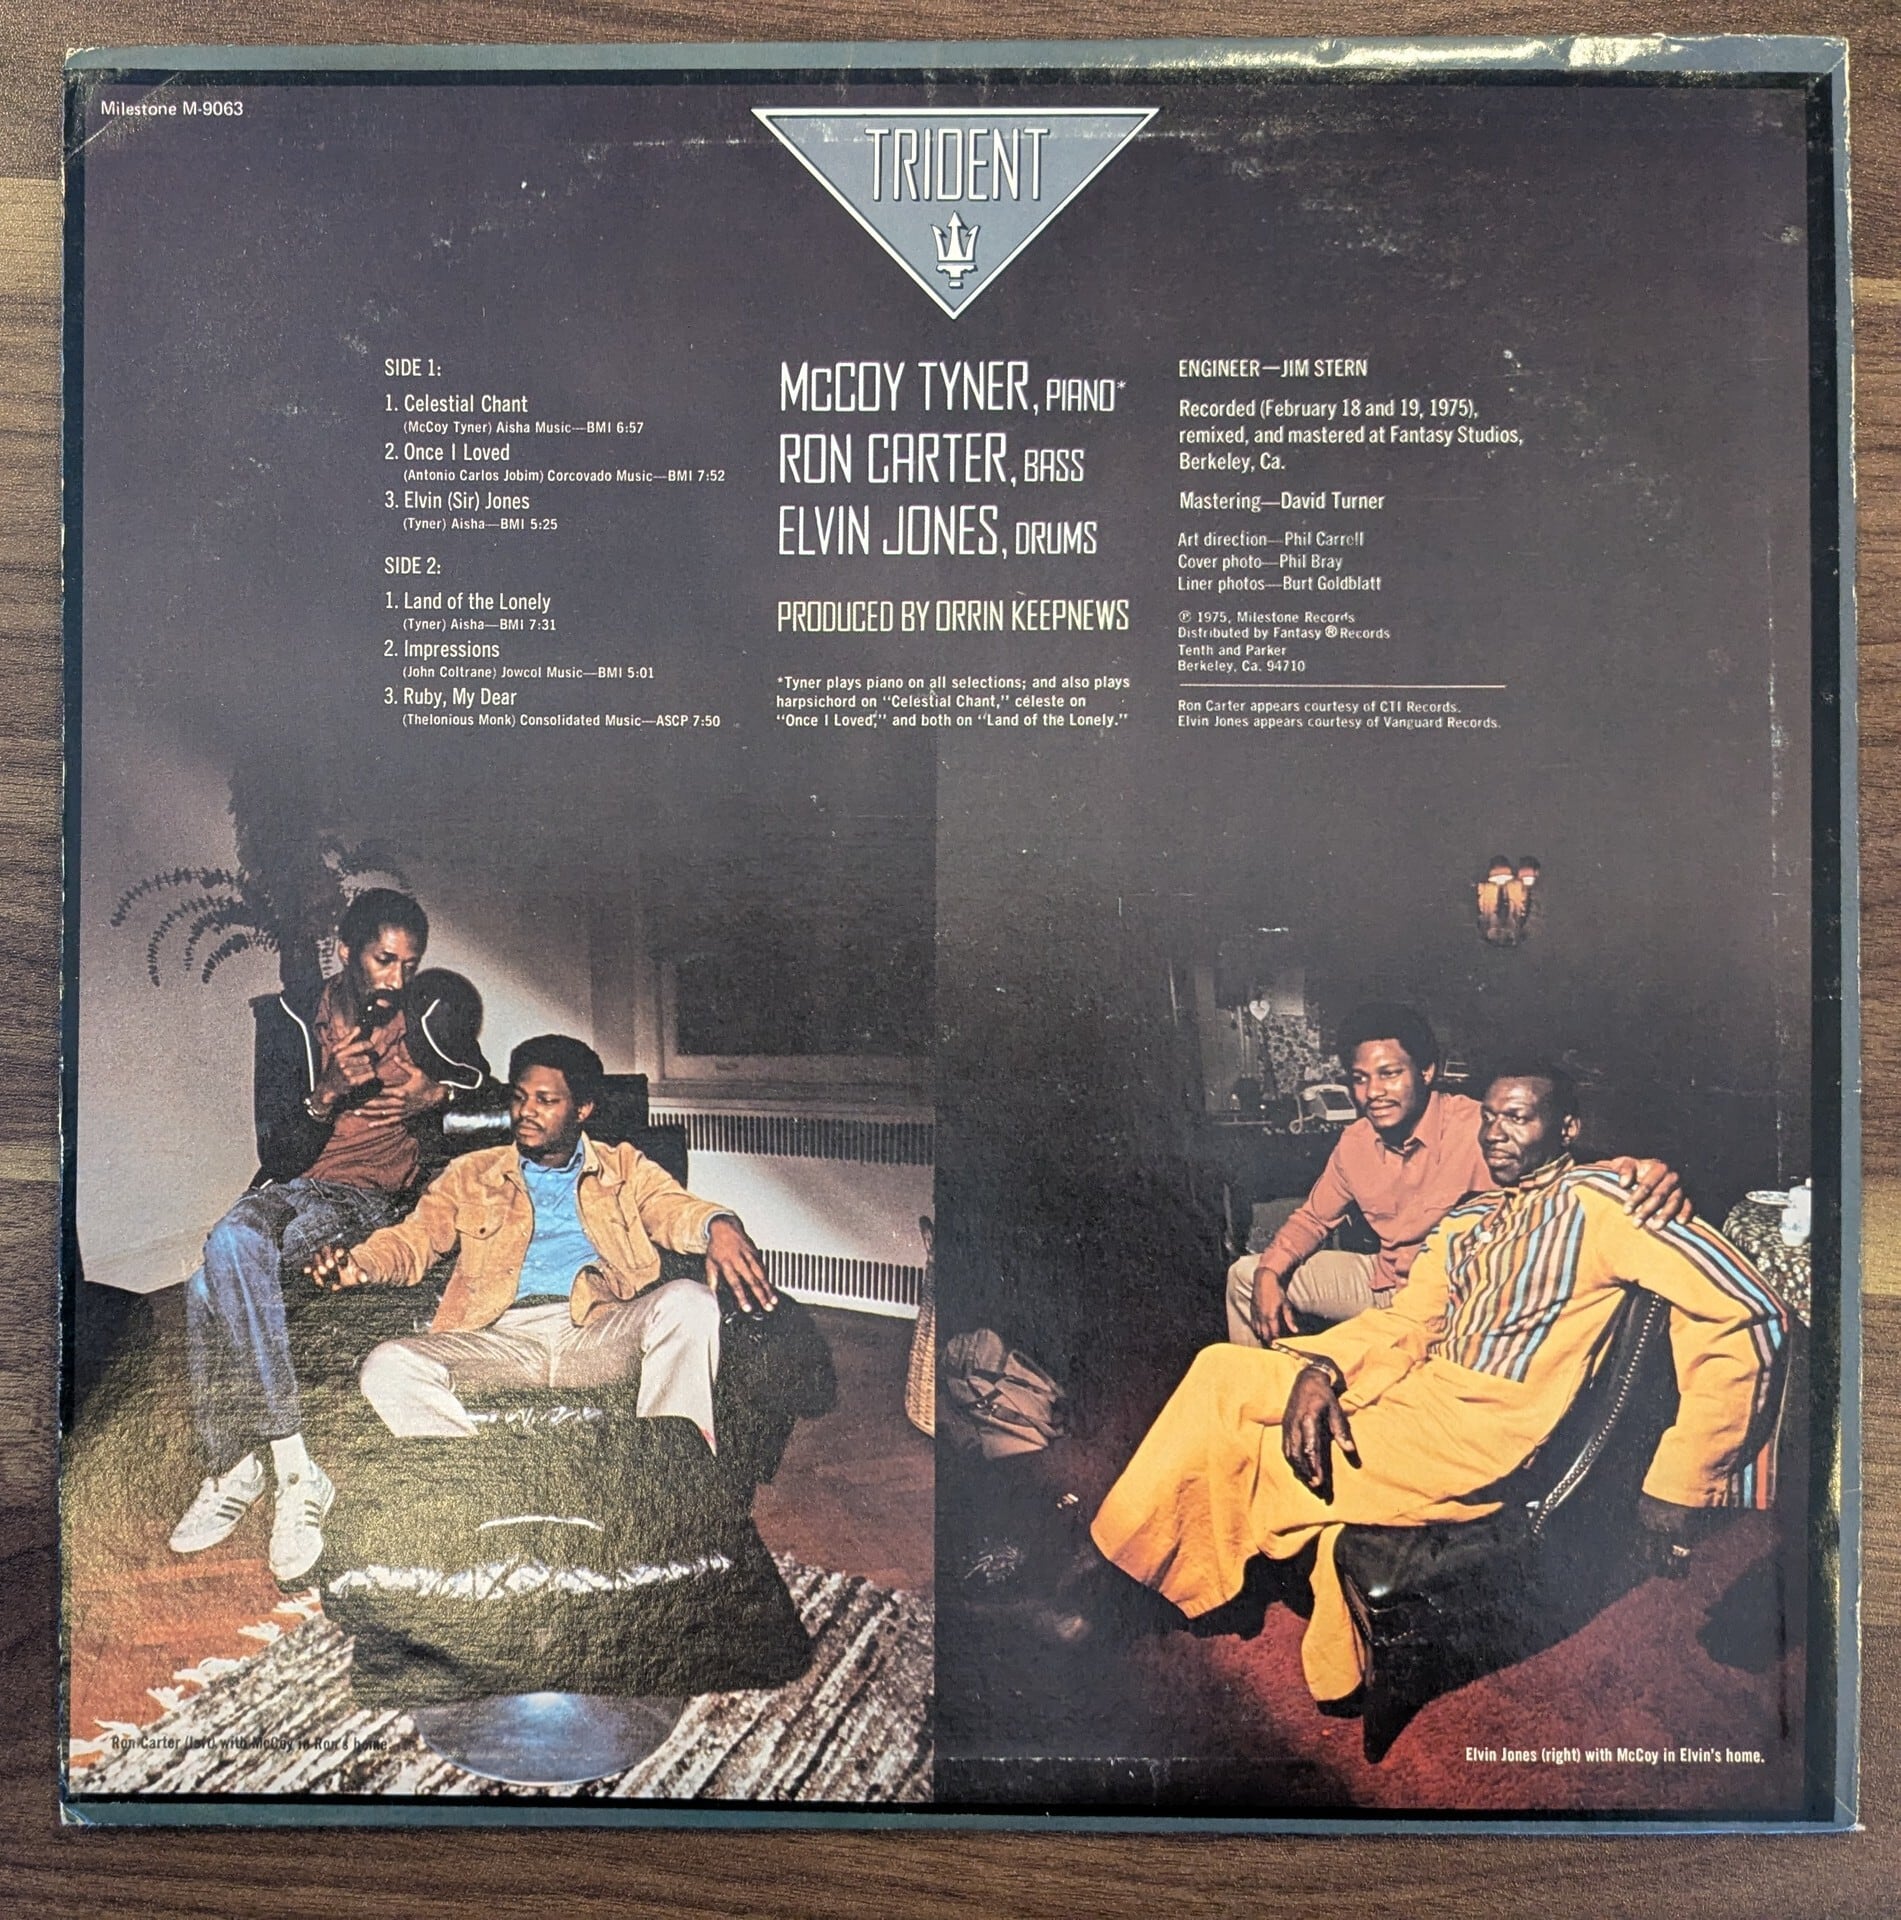 Milestone M-9063
TRIDENT
SIDE 1:
1. Celestial Chant
(McCoy Tyner) Aisha Music—BMI 6:57
2. Once I Loved
(Antonio Carlos Jobim) Corcovado Music—BMI 7:52
3. Elvin (Sir) Jones
(Tyner) Aisha—BMI 5:25
SIDE 2:
1. Land of the Lonely
(Tyner) Aisha—BMI 7:31
2. Impressions
(John Coltrane) Jowcol Music—BMI 5:01
3. Ruby, My Dear
(Thelonious Monk) Consolidated Music—ASCP 7:50
McCOY TYNER, PIANO*
RON CARTER, BASS
ELVIN JONES, DRUMS
PRODUCED BY ORRIN KEEPNEWS
*Tyner plays piano on all selections; and also plays
harpsichord on "Celestial Chant," céleste on
"Once I Loved," and both on "Land of the Lonely."
ENGINEER—JIM STERN
Recorded (February 18 and 19, 1975),
remixed, and mastered at Fantasy Studios,
Berkeley, Ca.
Mastering—David Turner
Art direction—Phil Carroll
Cover photo—Phil Bray
Liner photos—Burt Goldblatt
℗ 1975, Milestone Records
Distributed by Fantasy ® Records
Tenth and Parker
Berkeley, Ca. 94710
Ron Carter appears courtesy of CTI Records.
Elvin Jones appears courtesy of Vanguard Records.
Ron Carter (left) with McCoy in Ron's home.
Elvin Jones (right) with McCoy in Elvin's home.